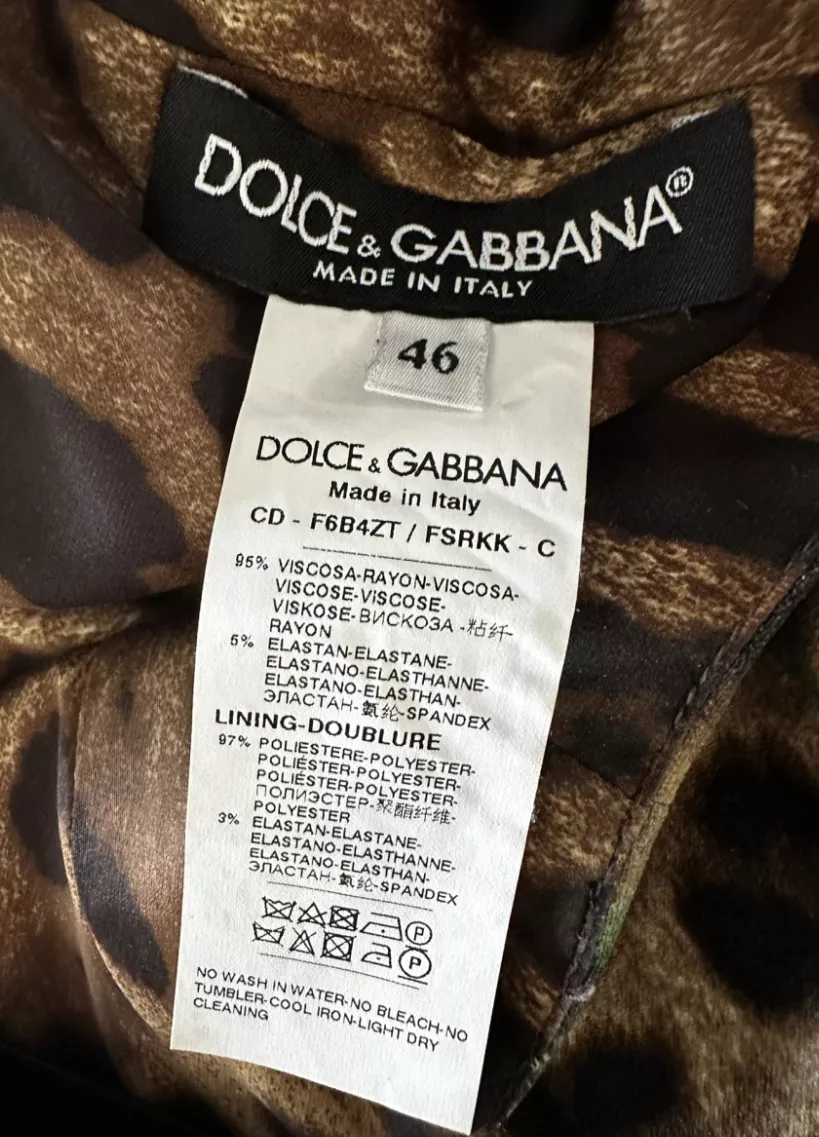 DOLCE & GABBANA®
MADE IN ITALY
46
DOLCE & GABBANA
Made in Italy
CD - F6B4ZT / FSRKK - C
95% VISCOSA-RAYON-VISCOSA-
VISCOSE-VISCOSE-
VISKOSE-ВИСКОЗА -粘纤-
RAYON
5% ELASTAN-ELASTANE-
ELASTANO-ELASTHANNE-
ELASTANO-ELASTHAN-
ЭЛАСТАН-氨纶-SPANDEX
LINING-DOUBLURE
97% POLIESTERE-POLYESTER-
POLIÉSTER-POLYESTER-
POLIÉSTER-POLYESTER-
ПОЛИЭСТЕР-聚酯纤维-
POLYESTER
3% ELASTAN-ELASTANE-
ELASTANO-ELASTHANNE-
ELASTANO-ELASTHAN-
ЭЛАСТАН-氨纶-SPANDEX
P
P
NO WASH IN WATER-NO BLEACH-NO
TUMBLER-COOL IRON-LIGHT DRY
CLEANING